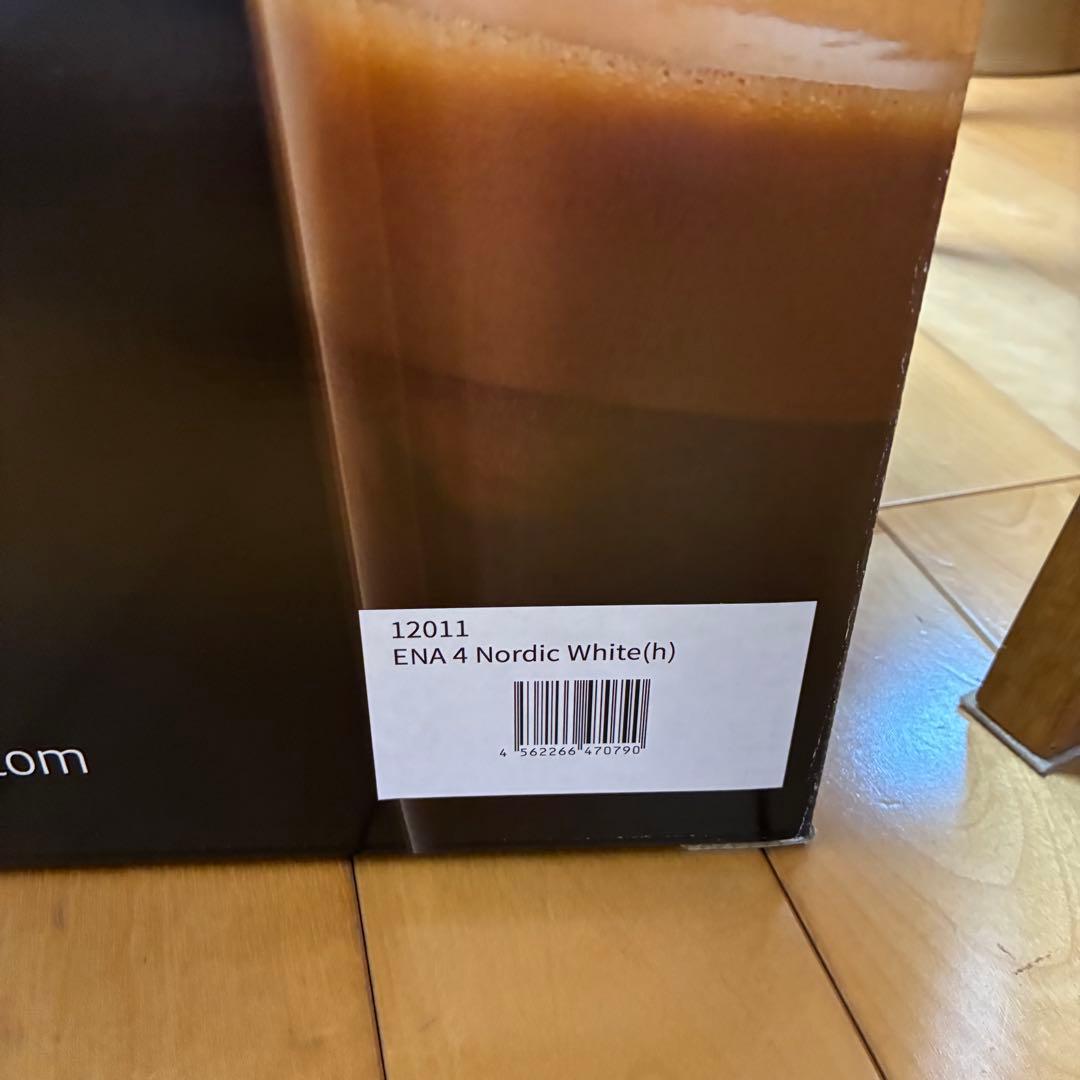 12011
ENA 4 Nordic White(h)
4 562266 470790
.com